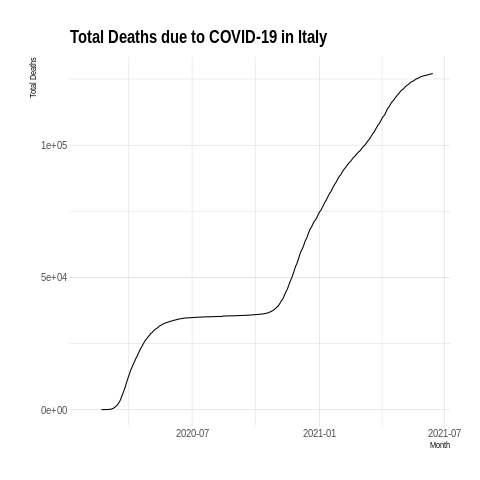 Total Deaths due to COVID-19 in Italy
Total Deaths
1e+05
5e+04
0e+00
2020-07 2021-01 2021-07
Month